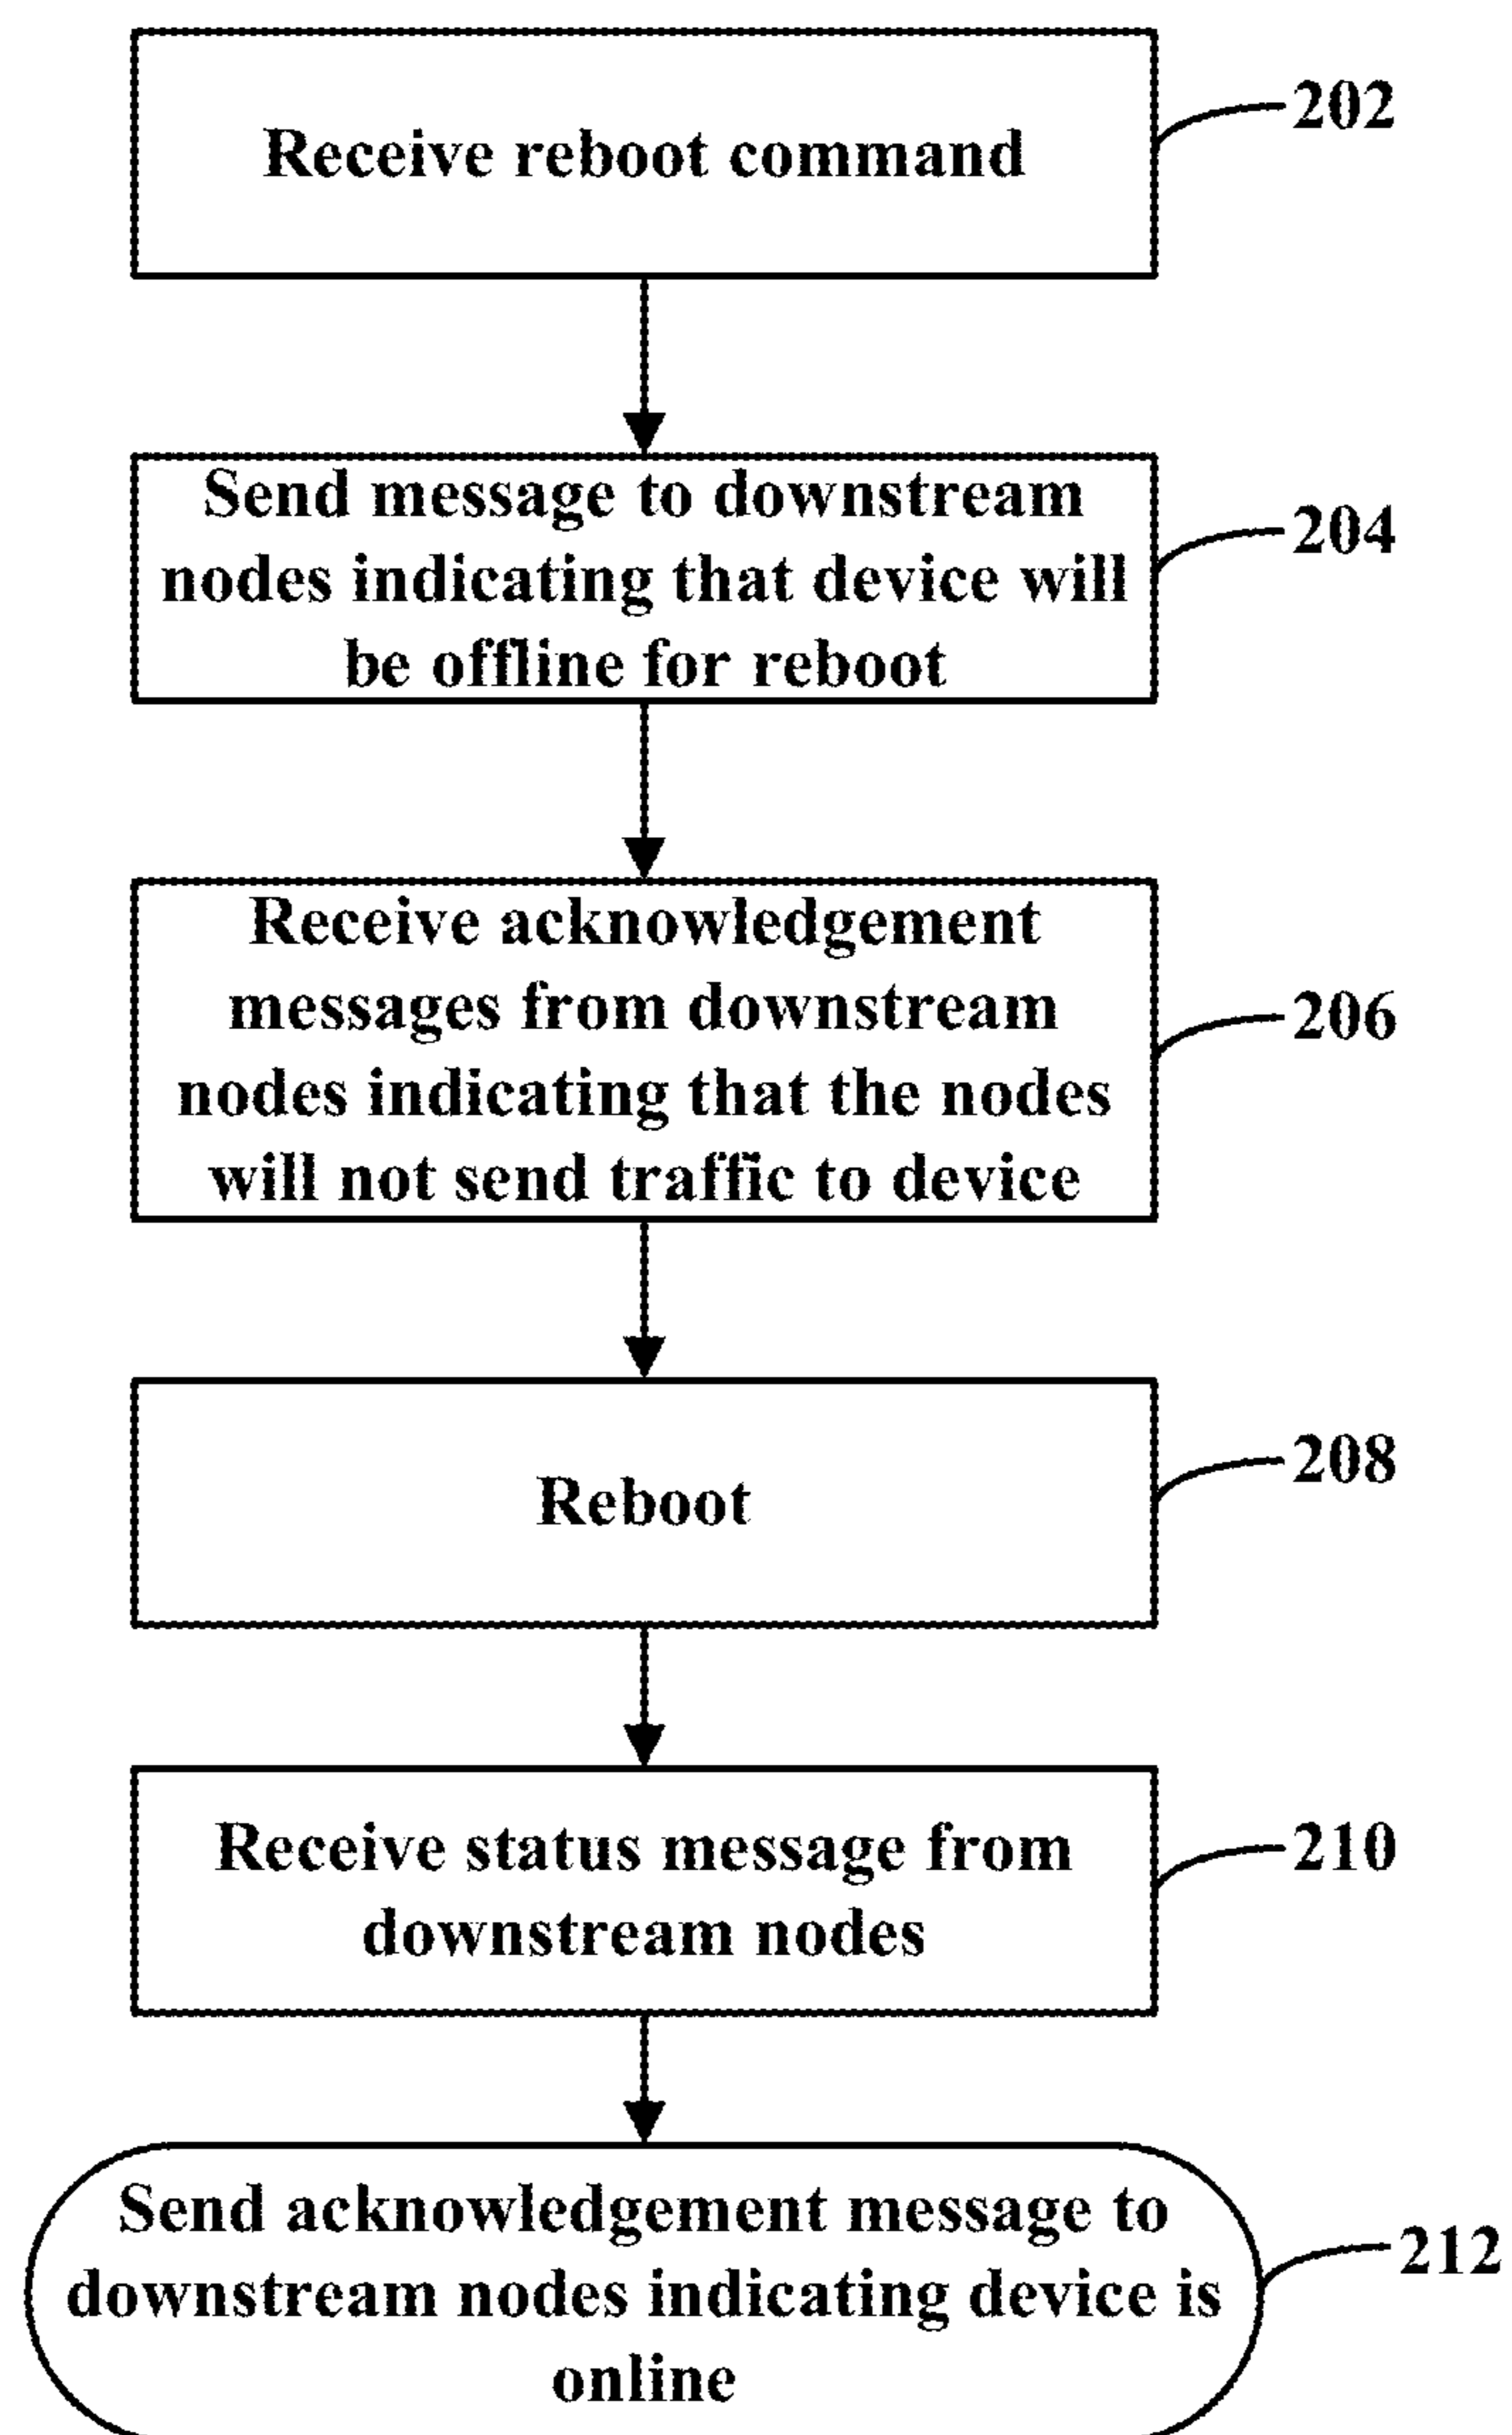 Receive reboot command
202
Send message to downstream
nodes indicating that device will
be offline for reboot
204
Receive acknowledgement
messages from downstream
nodes indicating that the nodes
will not send traffic to device
206
Reboot
208
Receive status message from
downstream nodes
210
Send acknowledgement message to
downstream nodes indicating device is
online
212